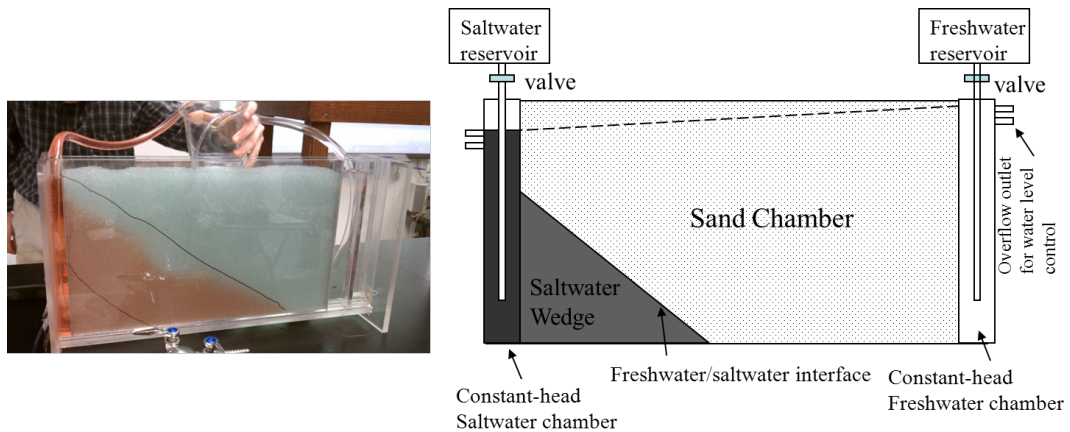 Saltwater
reservoir
valve
Freshwater
reservoir
valve
Sand Chamber
Overflow outlet
for water level
control
Saltwater
Wedge
Freshwater/saltwater interface
Constant-head
Saltwater chamber
Constant-head
Freshwater chamber